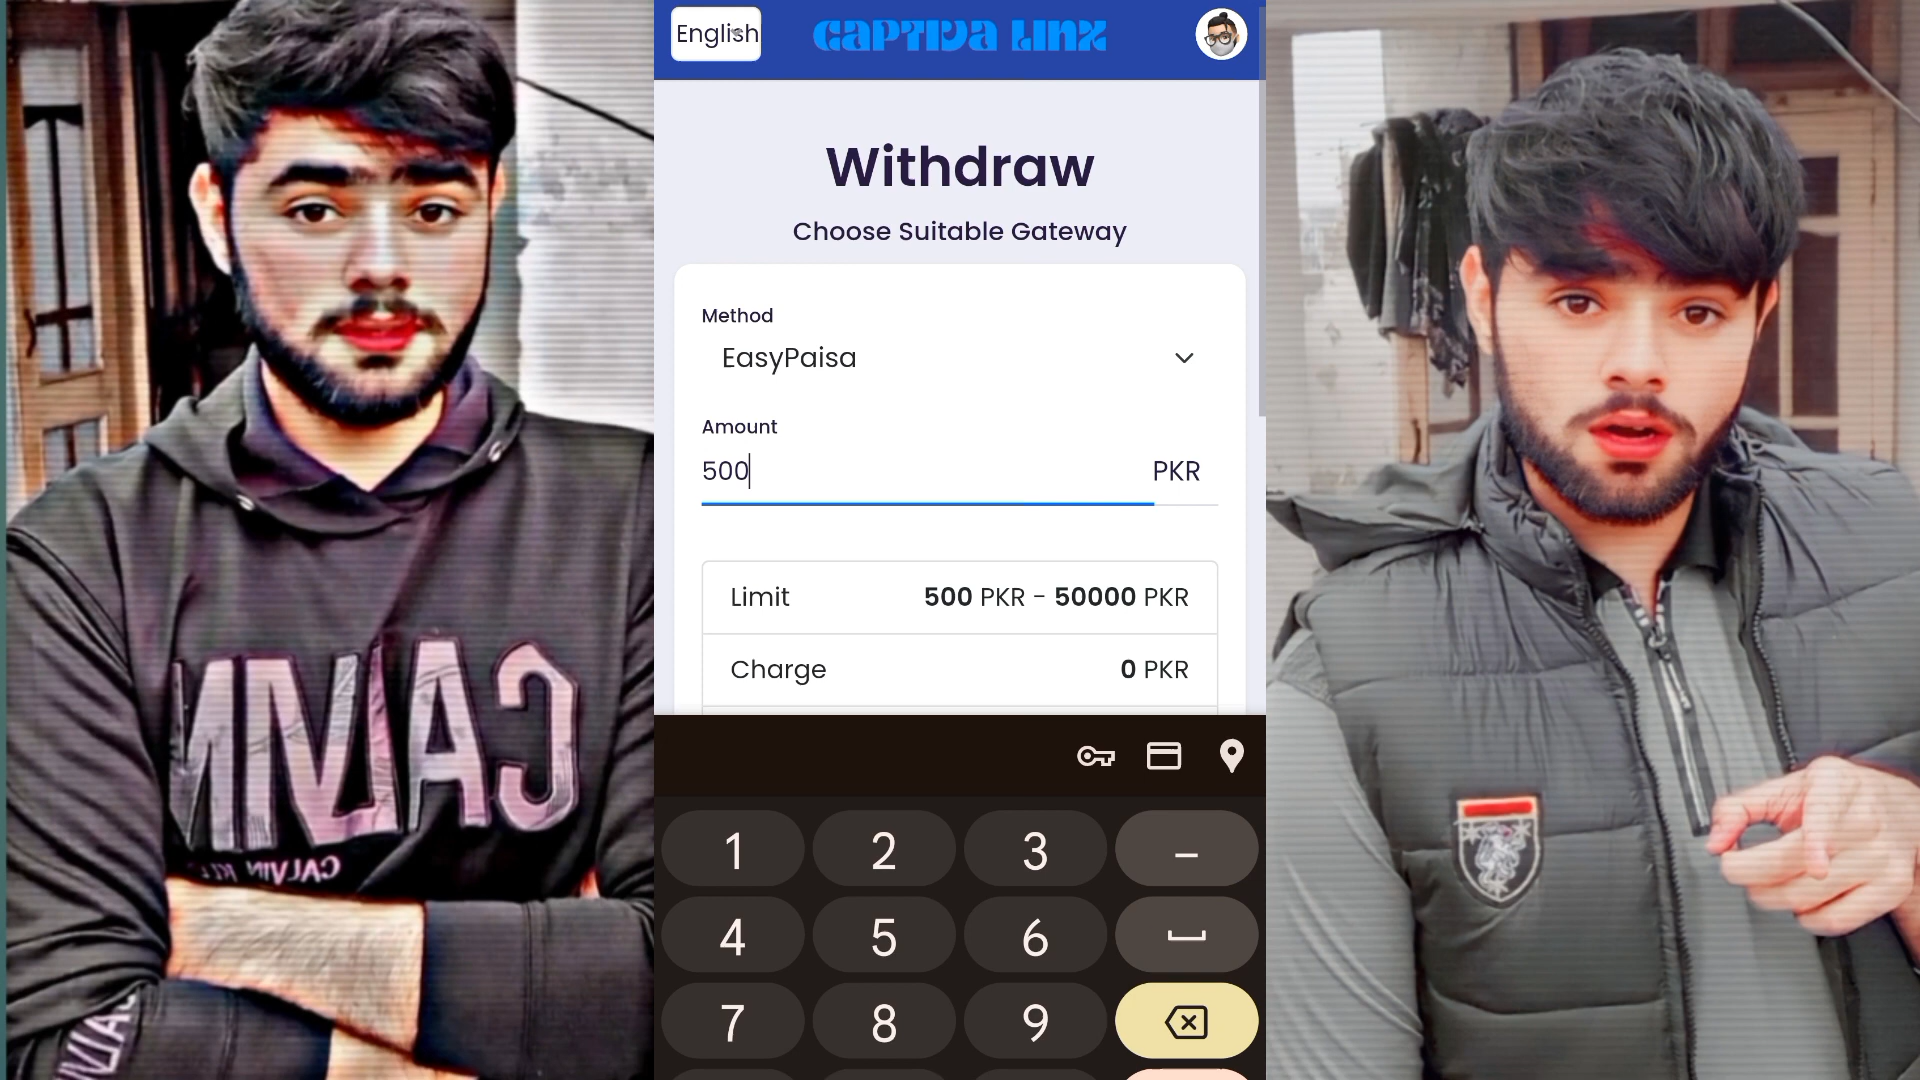 English
CAPTIVA LINX
Withdraw
Choose Suitable Gateway
Method
EasyPaisa
Amount
500 PKR
Limit 500 PKR - 50000 PKR
Charge 0 PKR
1 2 3 –
4 5 6
7 8 9
CALVIN